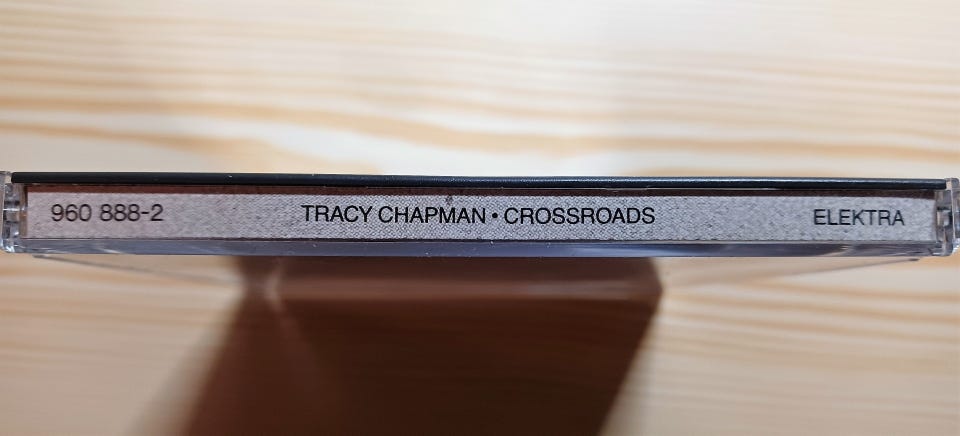 960 888-2 TRACY CHAPMAN • CROSSROADS ELEKTRA